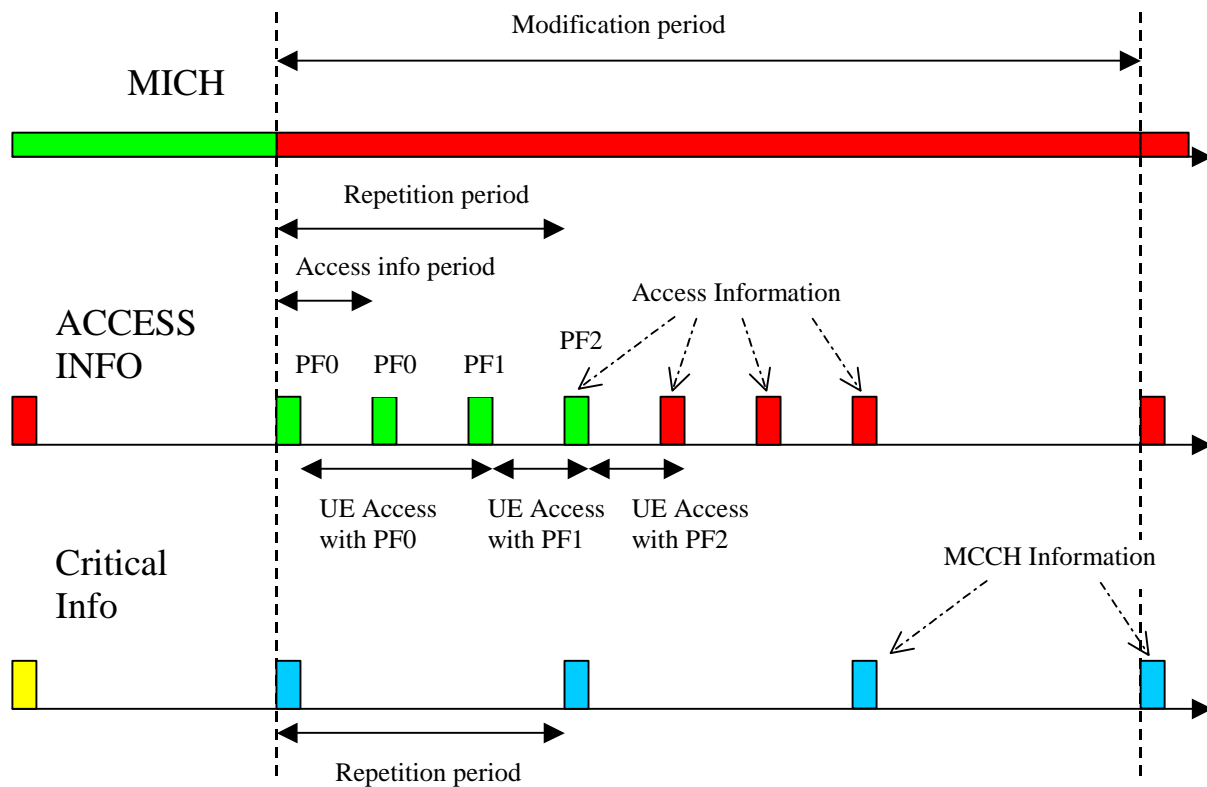 Modification period
MICH
Repetition period
Access info period
Access Information
ACCESS
INFO
PF0
PF0
PF1
PF2
UE Access
with PF0
UE Access
with PF1
UE Access
with PF2
Critical
Info
MCCH Information
Repetition period